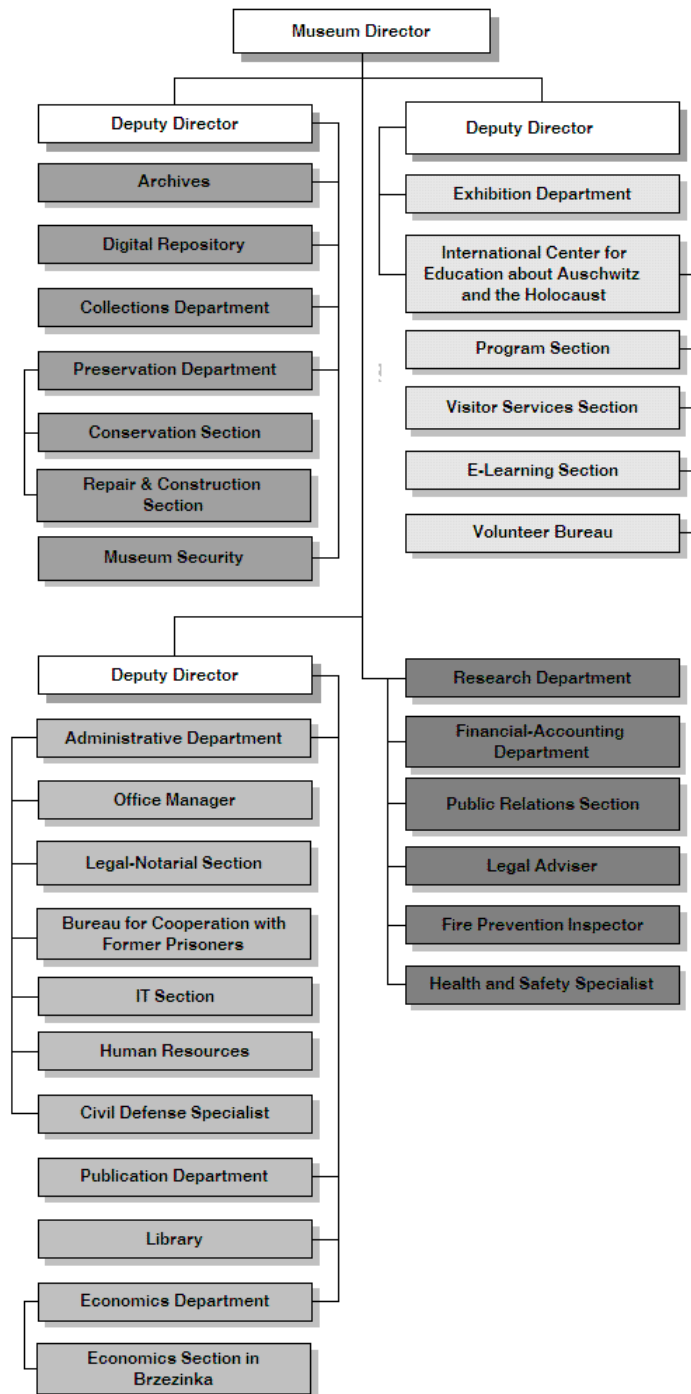 Museum Director
Deputy Director
Archives
Digital Repository
Collections Department
Preservation Department
Conservation Section
Repair & Construction
Section
Museum Security
Deputy Director
Exhibition Department
International Center for
Education about Auschwitz
and the Holocaust
Program Section
Visitor Services Section
E-Learning Section
Volunteer Bureau
Deputy Director
Administrative Department
Office Manager
Legal-Notarial Section
Bureau for Cooperation with
Former Prisoners
IT Section
Human Resources
Civil Defense Specialist
Publication Department
Library
Economics Department
Economics Section in
Brzezinka
Research Department
Financial-Accounting
Department
Public Relations Section
Legal Adviser
Fire Prevention Inspector
Health and Safety Specialist